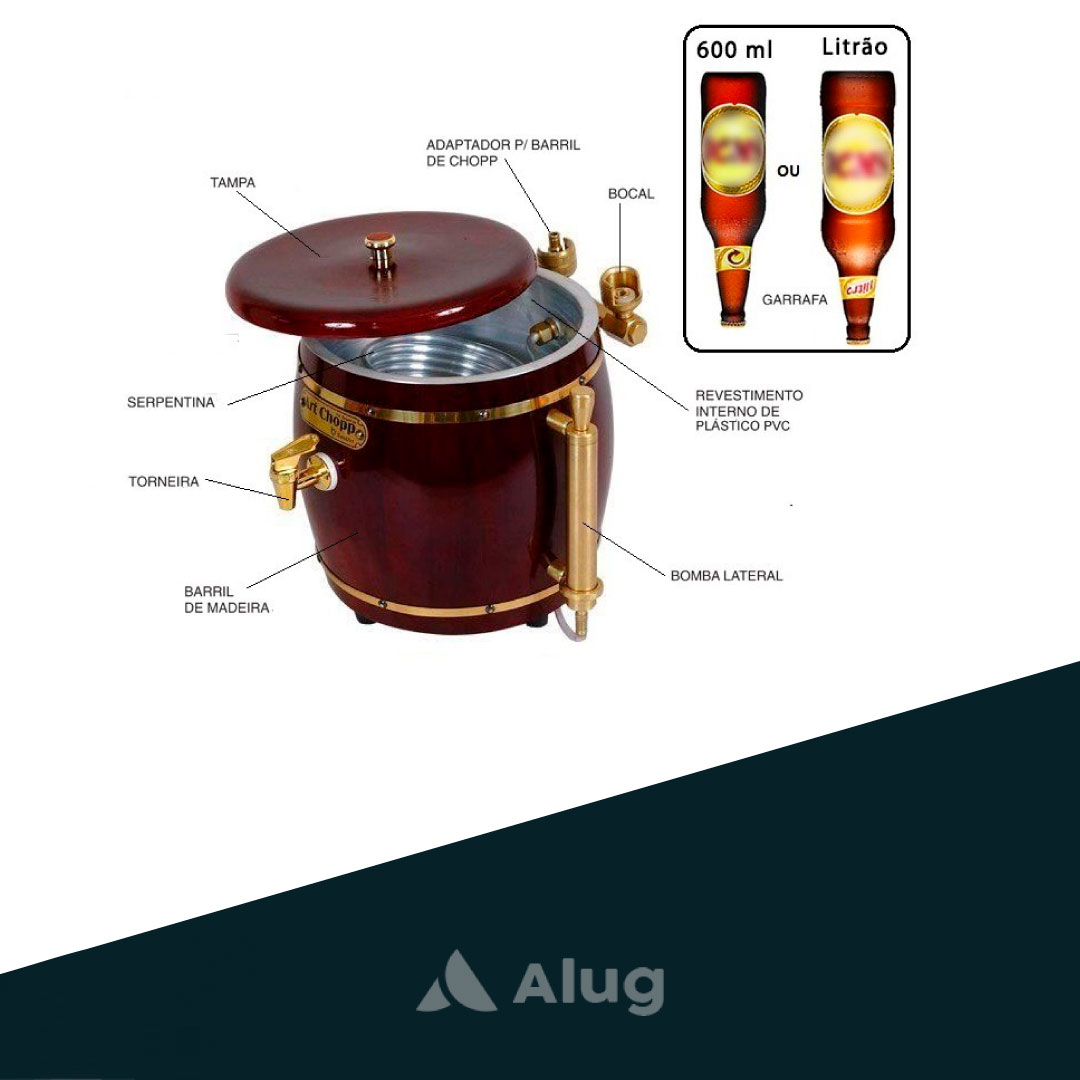 600 ml
Litrão
ADAPTADOR P/ BARRIL
DE CHOPP
TAMPA
BOCAL
ou
GARRAFA
SERPENTINA
REVESTIMENTO
INTERNO DE
PLÁSTICO PVC
Art Chopp
TORNEIRA
BOMBA LATERAL
BARRIL
DE MADEIRA
Alug